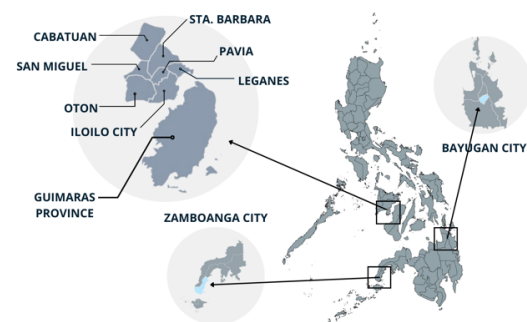 STA. BARBARA
CABATUAN
PAVIA
SAN MIGUEL
LEGANES
OTON
ILOILO CITY
BAYUGAN CITY
GUIMARAS
PROVINCE
ZAMBOANGA CITY